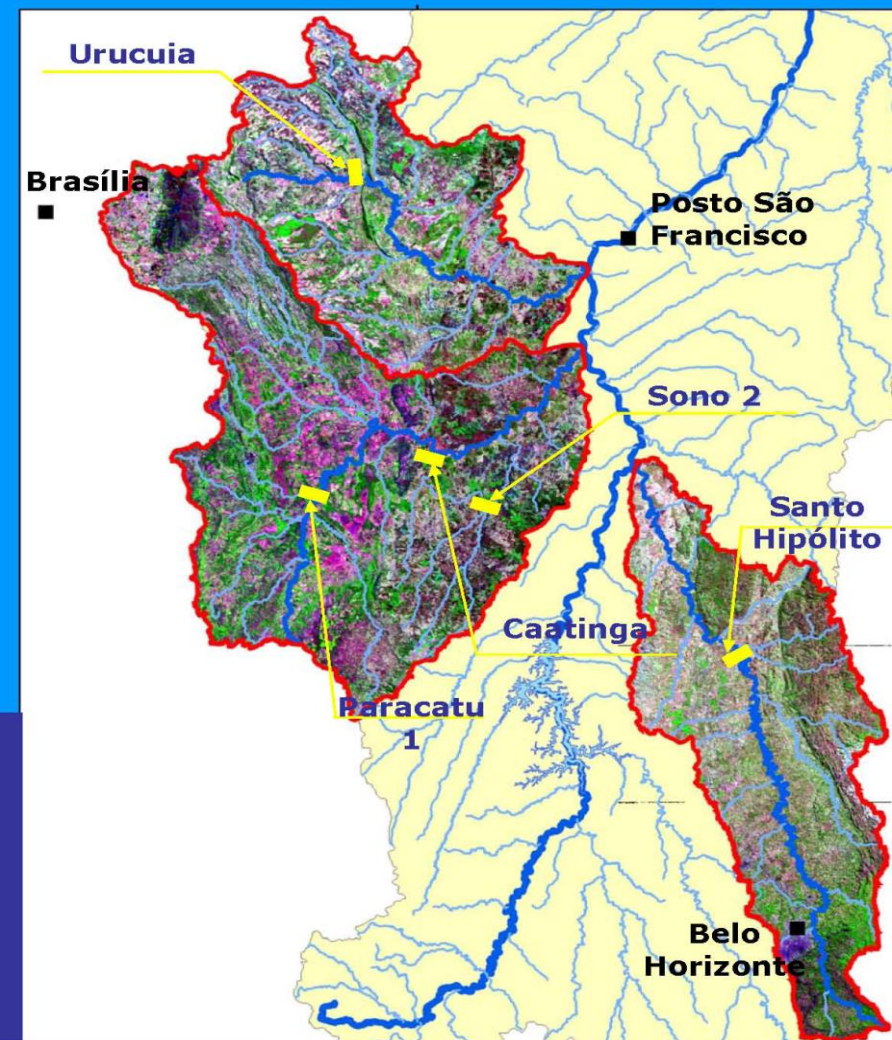 Urucuia
Brasília
Posto São
Francisco
Sono 2
Santo
Hipólito
Caatinga
Paracatu
1
Belo
Horizonte